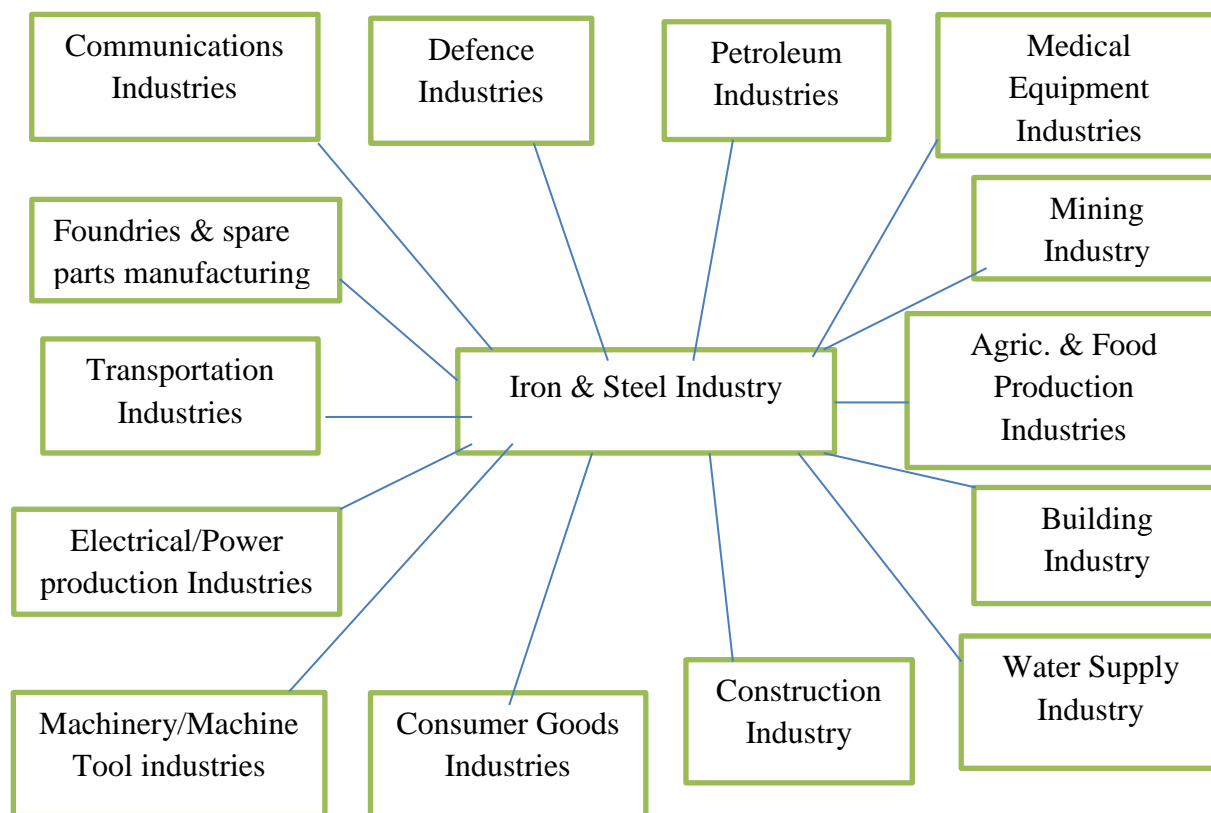 Communications
Industries
Defence
Industries
Petroleum
Industries
Medical
Equipment
Industries
Foundries & spare
parts manufacturing
Mining
Industry
Transportation
Industries
Iron & Steel Industry
Agric. & Food
Production
Industries
Electrical/Power
production Industries
Building
Industry
Machinery/Machine
Tool industries
Consumer Goods
Industries
Construction
Industry
Water Supply
Industry